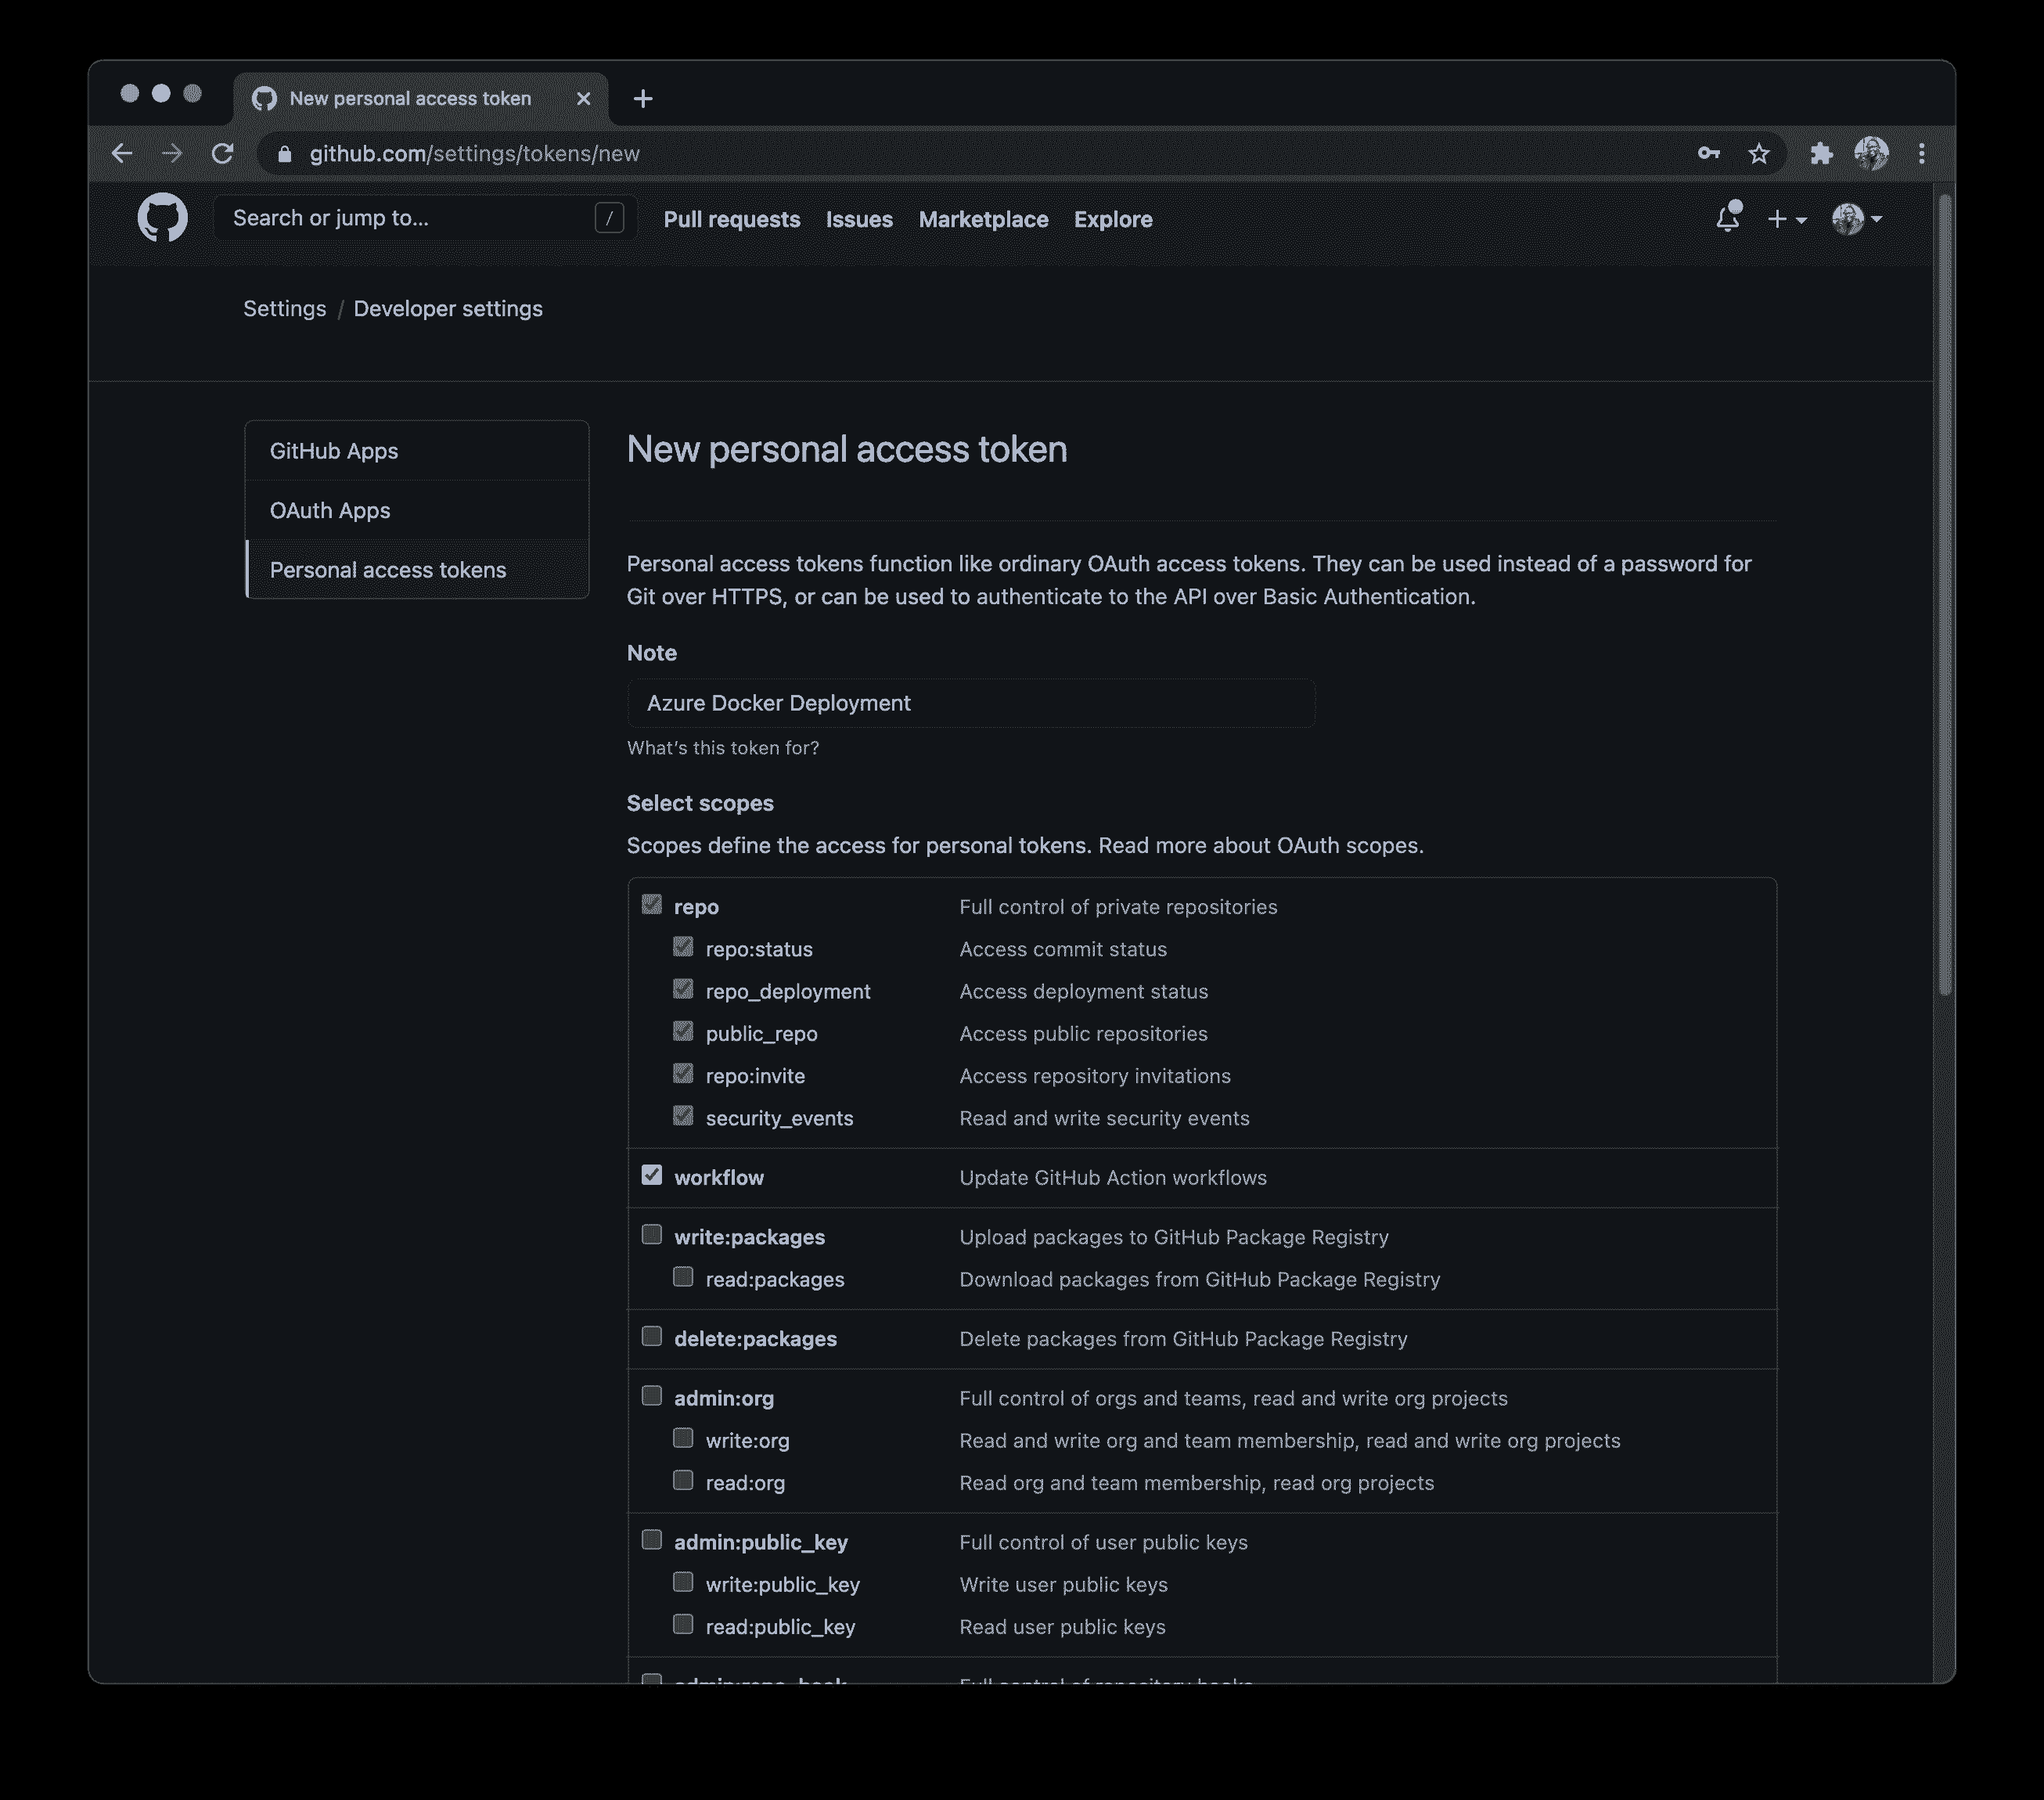 New personal access token
github.com/settings/tokens/new
Search or jump to... /
Pull requests Issues Marketplace Explore
Settings / Developer settings
GitHub Apps
OAuth Apps
Personal access tokens
New personal access token
Personal access tokens function like ordinary OAuth access tokens. They can be used instead of a password for
Git over HTTPS, or can be used to authenticate to the API over Basic Authentication.
Note
Azure Docker Deployment
What's this token for?
Select scopes
Scopes define the access for personal tokens. Read more about OAuth scopes.
repo Full control of private repositories
repo:status Access commit status
repo_deployment Access deployment status
public_repo Access public repositories
repo:invite Access repository invitations
security_events Read and write security events
workflow Update GitHub Action workflows
write:packages Upload packages to GitHub Package Registry
read:packages Download packages from GitHub Package Registry
delete:packages Delete packages from GitHub Package Registry
admin:org Full control of orgs and teams, read and write org projects
write:org Read and write org and team membership, read and write org projects
read:org Read org and team membership, read org projects
admin:public_key Full control of user public keys
write:public_key Write user public keys
read:public_key Read user public keys
admin:repo_hook Full control of repository hooks